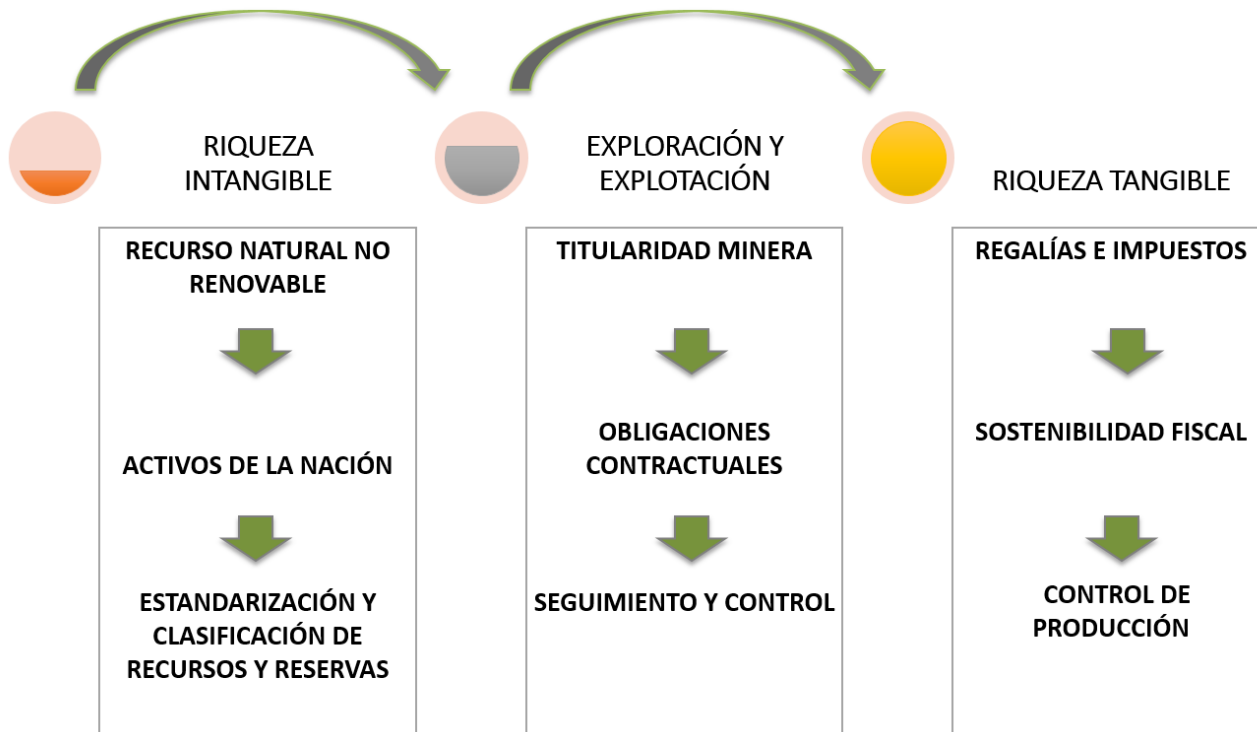 RIQUEZA
INTANGIBLE
RECURSO NATURAL NO
RENOVABLE
ACTIVOS DE LA NACIÓN
ESTANDARIZACIÓN Y
CLASIFICACIÓN DE
RECURSOS Y RESERVAS
EXPLORACIÓN Y
EXPLOTACIÓN
TITULARIDAD MINERA
OBLIGACIONES
CONTRACTUALES
SEGUIMIENTO Y CONTROL
RIQUEZA TANGIBLE
REGALÍAS E IMPUESTOS
SOSTENIBILIDAD FISCAL
CONTROL DE
PRODUCCIÓN